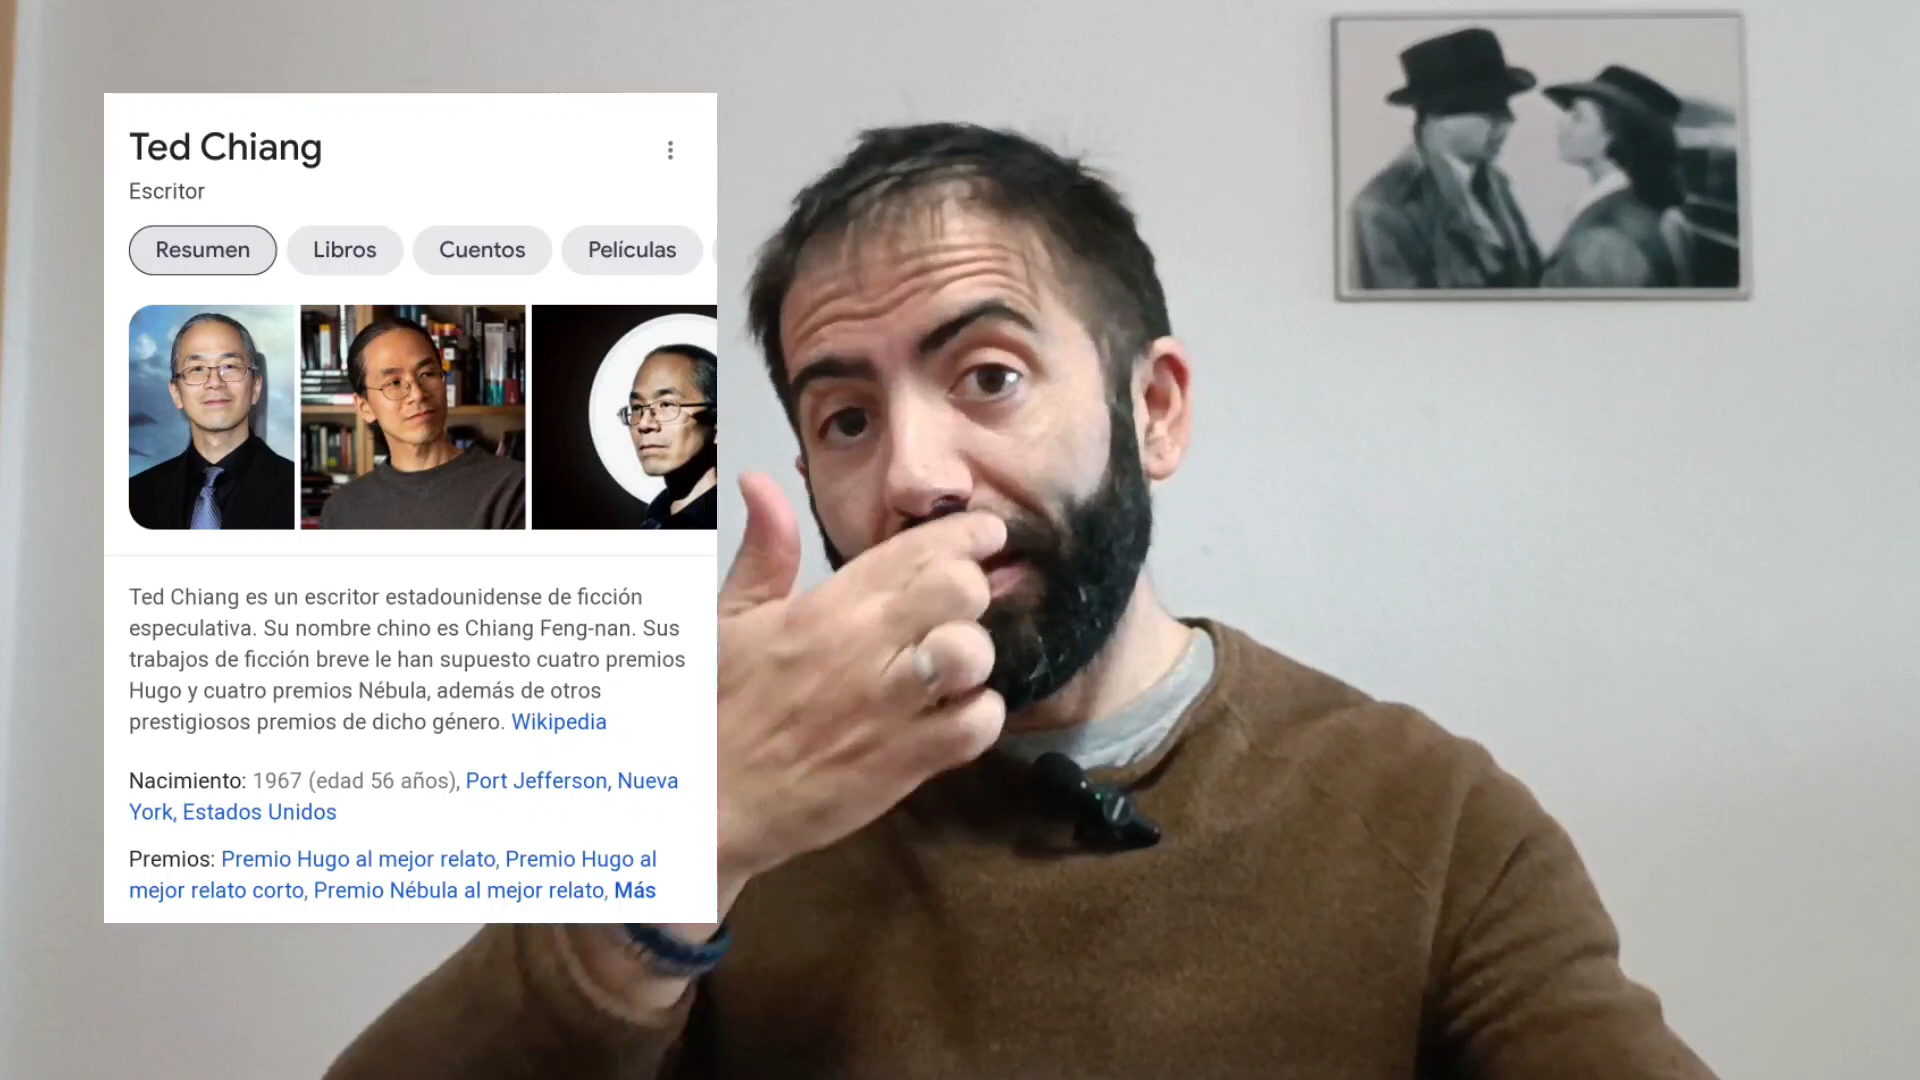 Ted Chiang
Escritor
Resumen
Libros
Cuentos
Películas
Ted Chiang es un escritor estadounidense de ficción
especulativa. Su nombre chino es Chiang Feng-nan. Sus
trabajos de ficción breve le han supuesto cuatro premios
Hugo y cuatro premios Nébula, además de otros
prestigiosos premios de dicho género. Wikipedia
Nacimiento: 1967 (edad 56 años), Port Jefferson, Nueva
York, Estados Unidos
Premios: Premio Hugo al mejor relato, Premio Hugo al
mejor relato corto, Premio Nébula al mejor relato, Más